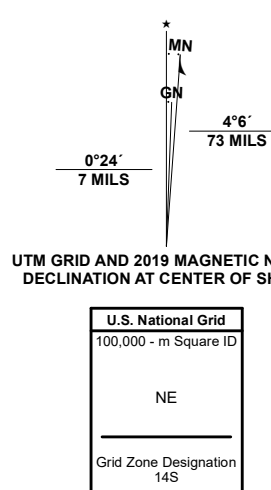 ★
MN
GN
4°6´
73 MILS
0°24´
7 MILS
UTM GRID AND 2019 MAGNETIC N
DECLINATION AT CENTER OF SH
U.S. National Grid
100,000 - m Square ID
NE
Grid Zone Designation
14S